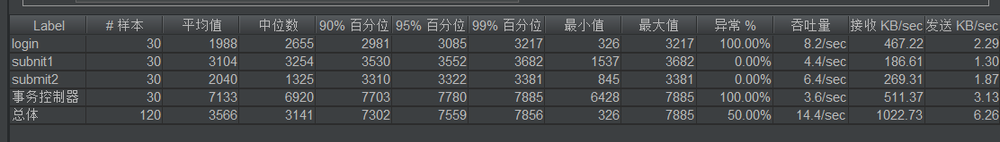 Label # 样本 平均值 中位数 90% 百分位 95% 百分位 99% 百分位 最小值 最大值 异常 % 吞吐量 接收 KB/sec 发送 KB/sec
login 30 1988 2655 2981 3085 3217 326 3217 100.00% 8.2/sec 467.22 2.29
subnit1 30 3104 3254 3530 3552 3682 1537 3682 0.00% 4.4/sec 186.61 1.30
submit2 30 2040 1325 3310 3322 3381 845 3381 0.00% 6.4/sec 269.31 1.87
事务控制器 30 7133 6920 7703 7780 7885 6428 7885 100.00% 3.6/sec 511.37 3.13
总体 120 3566 3141 7302 7559 7856 326 7885 50.00% 14.4/sec 1022.73 6.26